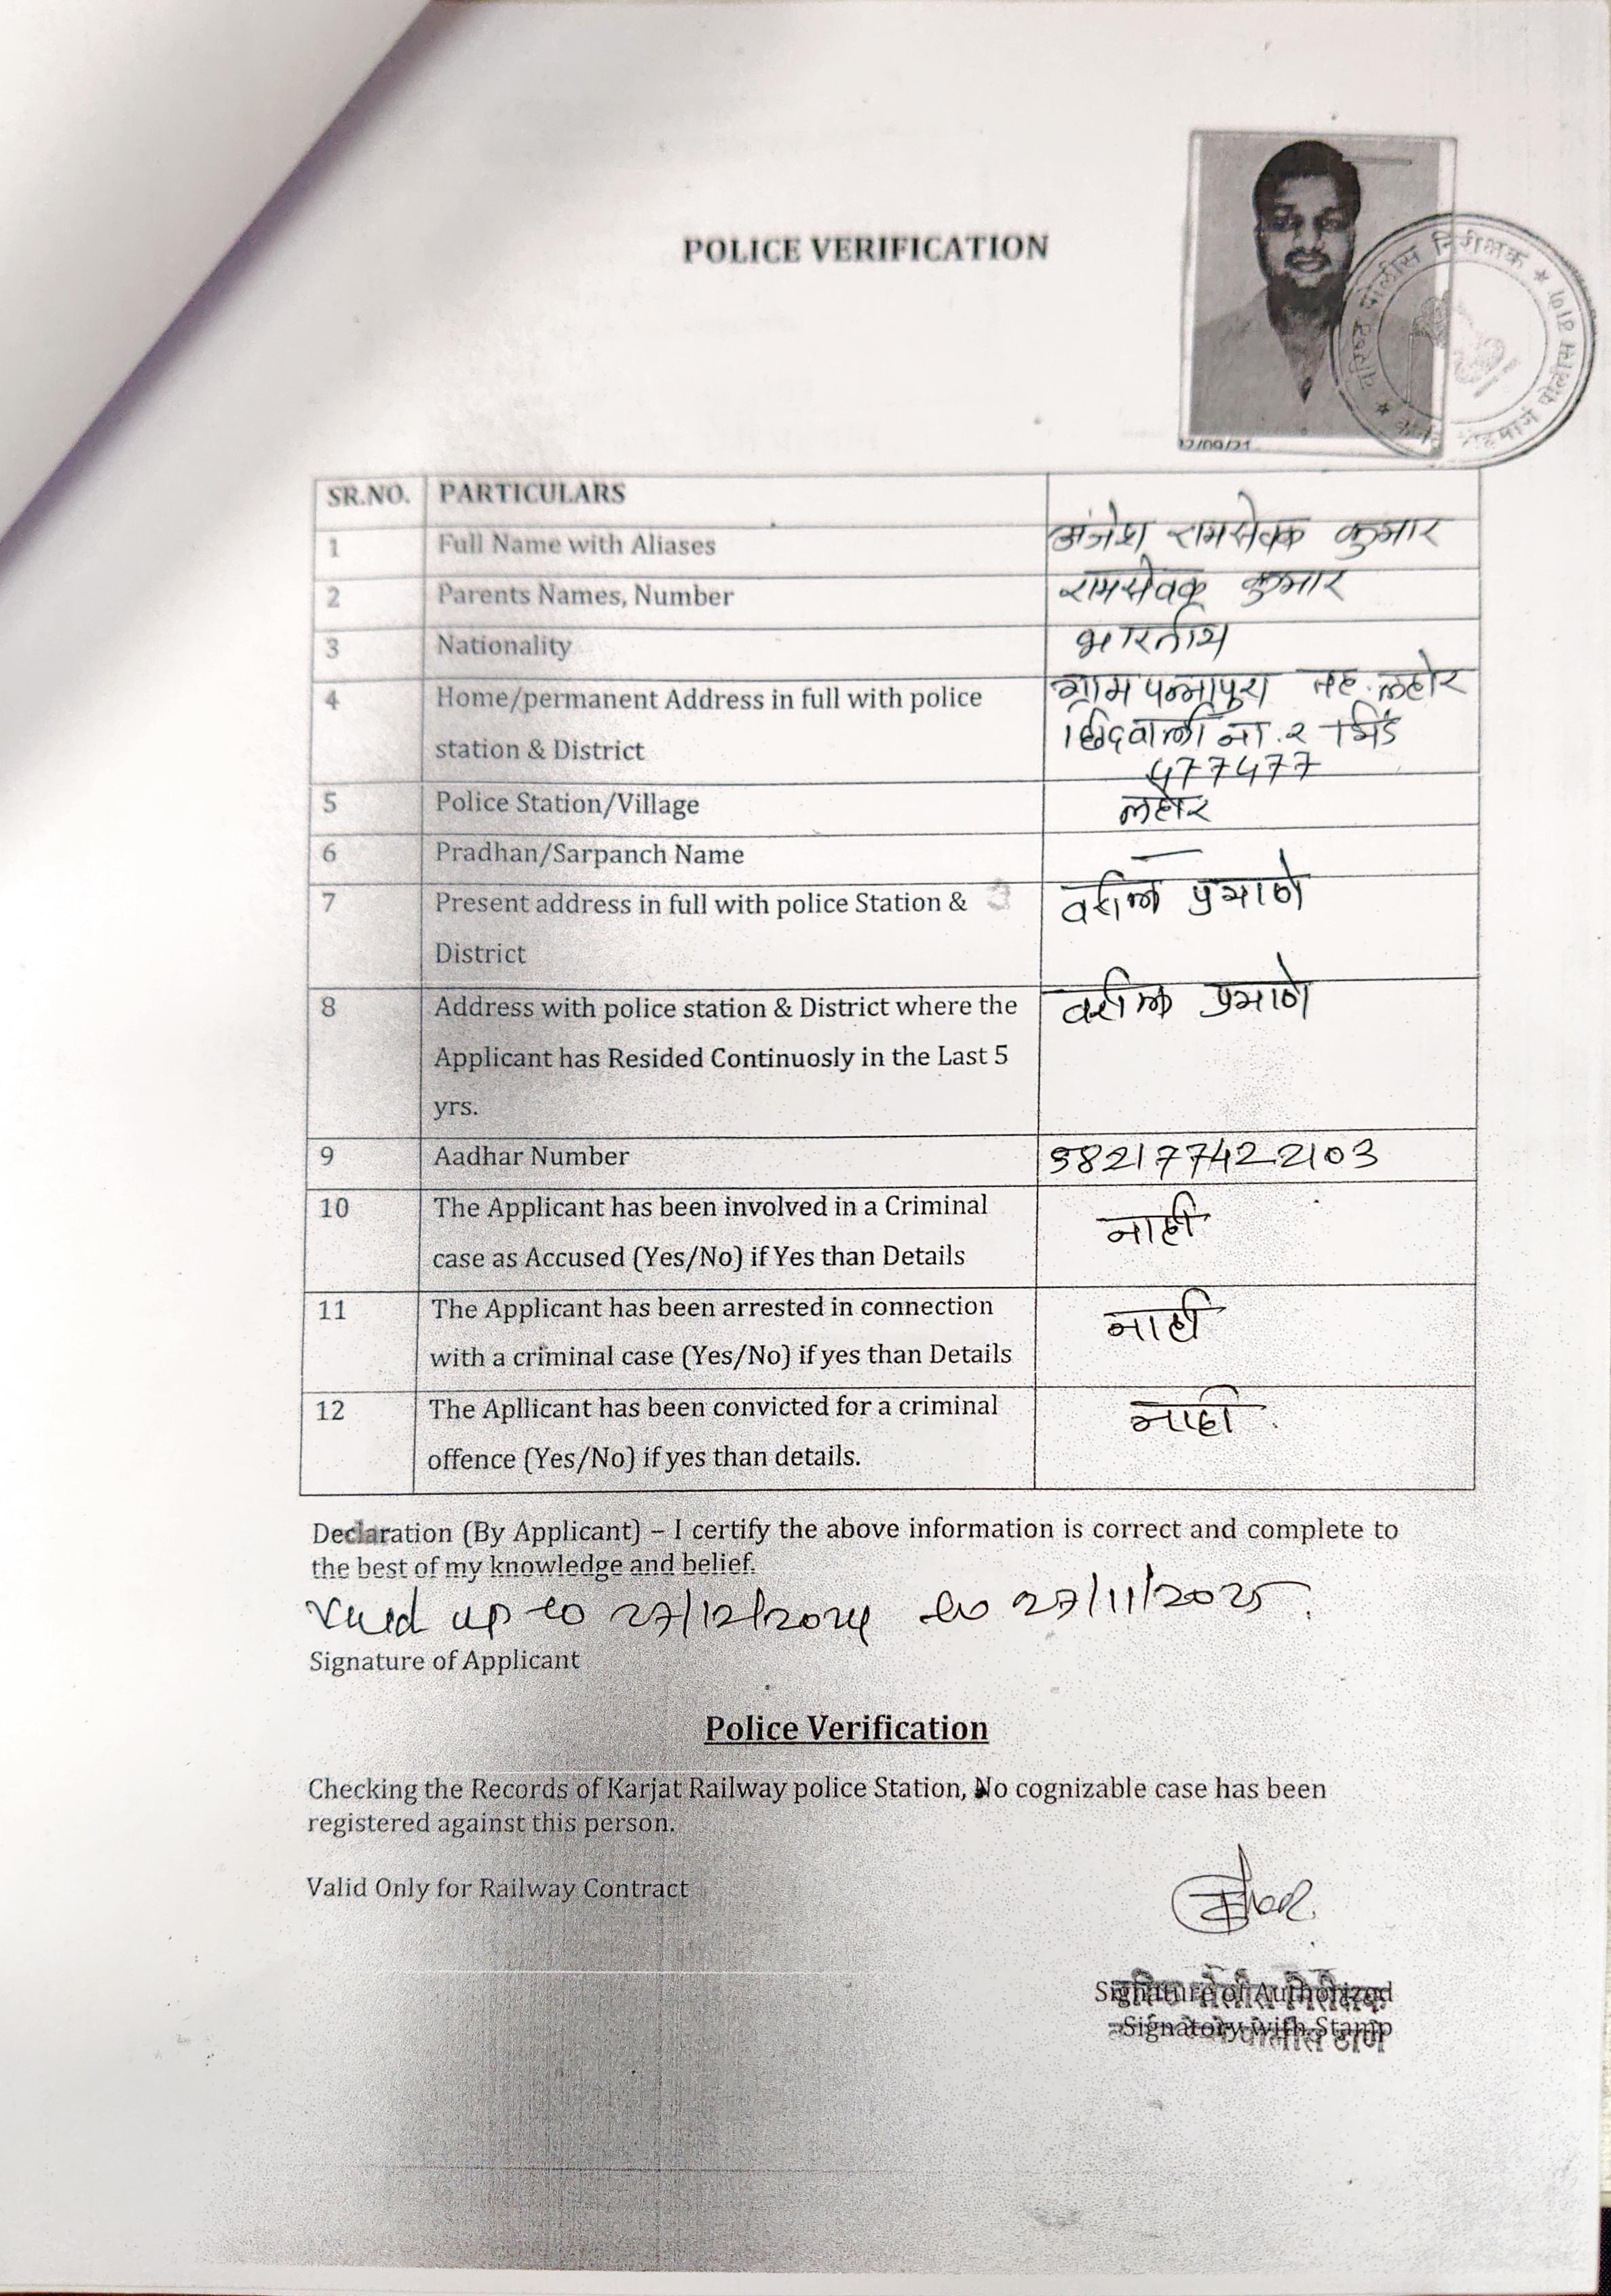 POLICE VERIFICATION
वरिष्ठ पोलीस निरीक्षक
लोहमार्ग पोलीस ठाणे
12/09/21
SR.NO. PARTICULARS
1 Full Name with Aliases अंजेश रामसेवक कुमार
2 Parents Names, Number रामसेवक कुमार
3 Nationality भारतीय
4 Home/permanent Address in full with police ग्राम तह. लहोर
station & District भिंड
477477
5 Police Station/Village लहोर
6 Pradhan/Sarpanch Name —
7 Present address in full with police Station & वरील प्रमाणे
District
8 Address with police station & District where the वरील प्रमाणे
Applicant has Resided Continuosly in the Last 5
yrs.
9 Aadhar Number 982177422103
10 The Applicant has been involved in a Criminal नाही
case as Accused (Yes/No) if Yes than Details
11 The Applicant has been arrested in connection नाही
with a criminal case (Yes/No) if yes than Details
12 The Apllicant has been convicted for a criminal नाही.
offence (Yes/No) if yes than details.
Declaration (By Applicant) – I certify the above information is correct and complete to
the best of my knowledge and belief.
Valid up to 27/12/2024 to 27/11/2025.
Signature of Applicant
Police Verification
Checking the Records of Karjat Railway police Station, No cognizable case has been
registered against this person.
Valid Only for Railway Contract
Signature of Authorized
Signatory with Stamp